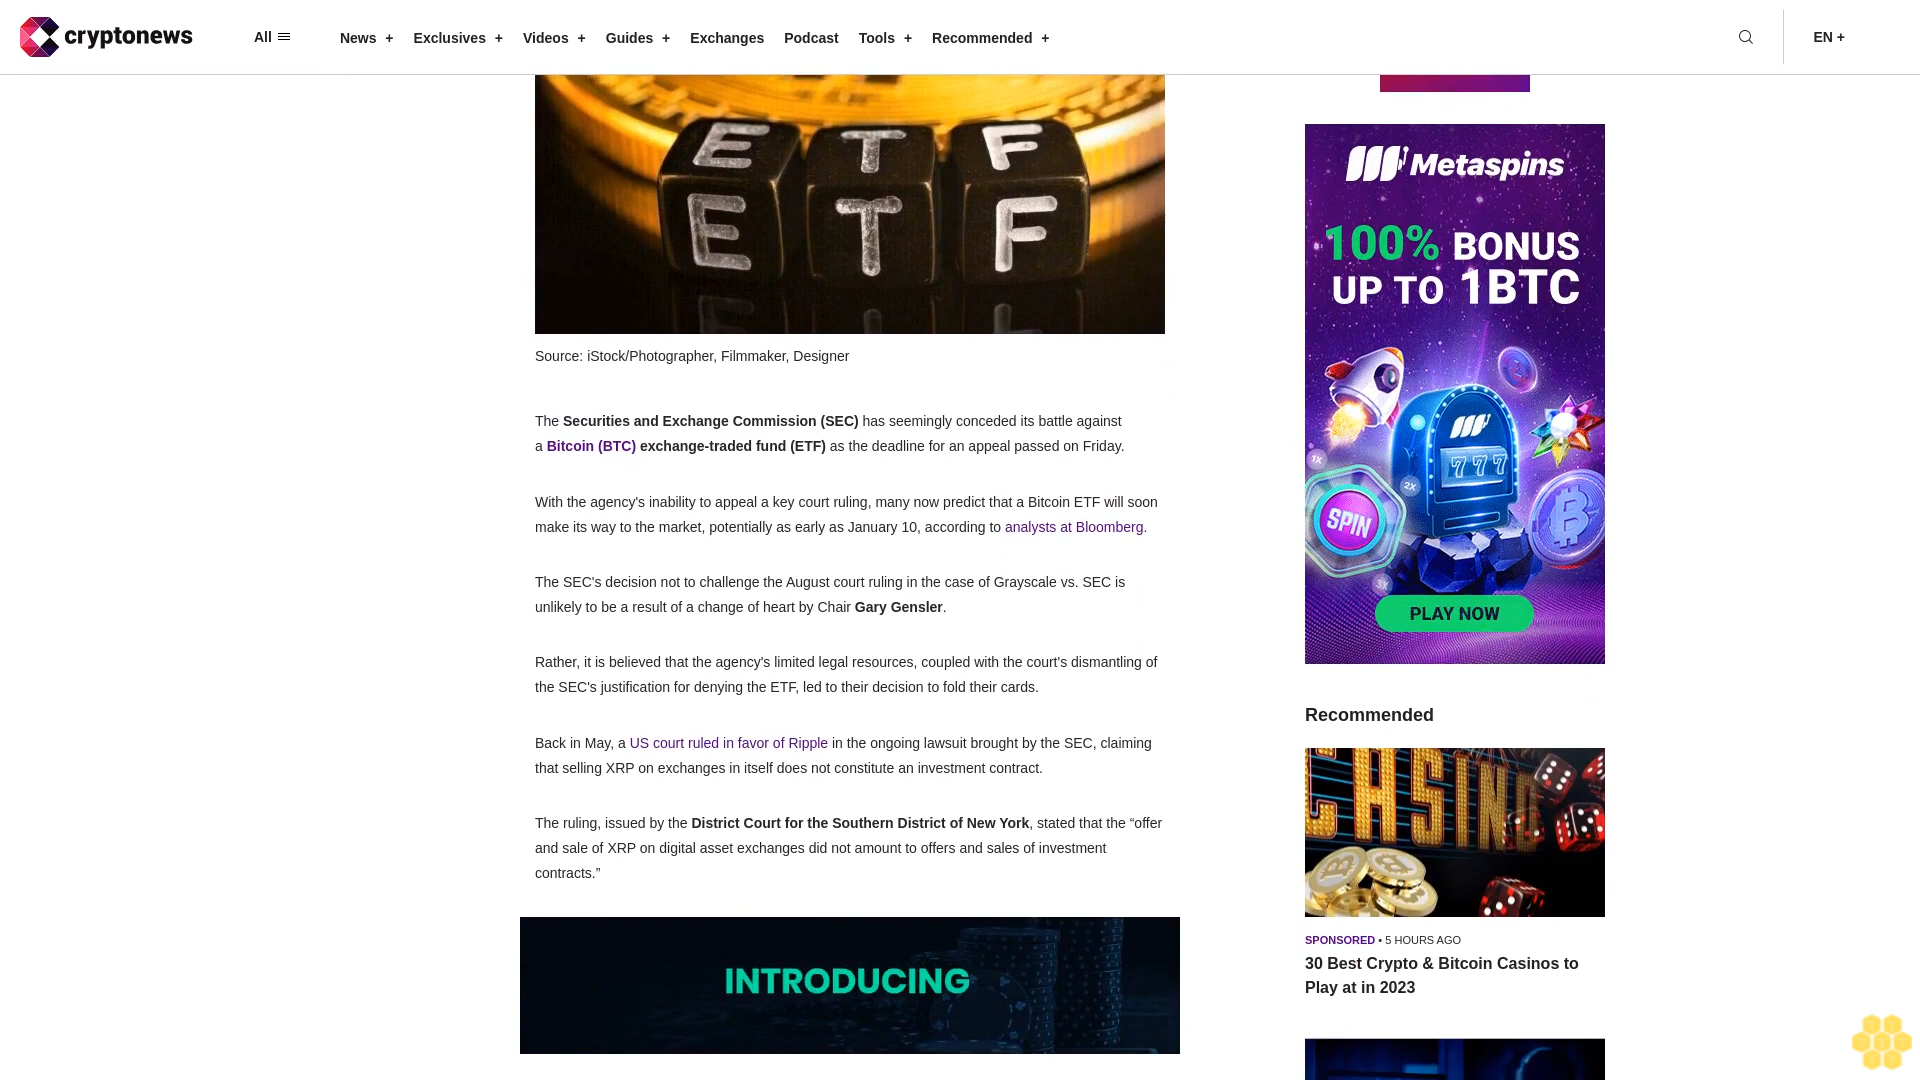 cryptonews
All
News +
Exclusives +
Videos +
Guides +
Exchanges
Podcast
Tools +
Recommended +
EN +
E T F
E T F
Source: iStock/Photographer, Filmmaker, Designer
The Securities and Exchange Commission (SEC) has seemingly conceded its battle against
a Bitcoin (BTC) exchange-traded fund (ETF) as the deadline for an appeal passed on Friday.
With the agency's inability to appeal a key court ruling, many now predict that a Bitcoin ETF will soon
make its way to the market, potentially as early as January 10, according to analysts at Bloomberg.
The SEC's decision not to challenge the August court ruling in the case of Grayscale vs. SEC is
unlikely to be a result of a change of heart by Chair Gary Gensler.
Rather, it is believed that the agency's limited legal resources, coupled with the court's dismantling of
the SEC's justification for denying the ETF, led to their decision to fold their cards.
Back in May, a US court ruled in favor of Ripple in the ongoing lawsuit brought by the SEC, claiming
that selling XRP on exchanges in itself does not constitute an investment contract.
The ruling, issued by the District Court for the Southern District of New York, stated that the “offer
and sale of XRP on digital asset exchanges did not amount to offers and sales of investment
contracts.”
INTRODUCING
Metaspins
100% BONUS
UP TO 1BTC
1X
777
2X
SPIN
3X
PLAY NOW
Recommended
CASINO
SPONSORED • 5 HOURS AGO
30 Best Crypto & Bitcoin Casinos to
Play at in 2023